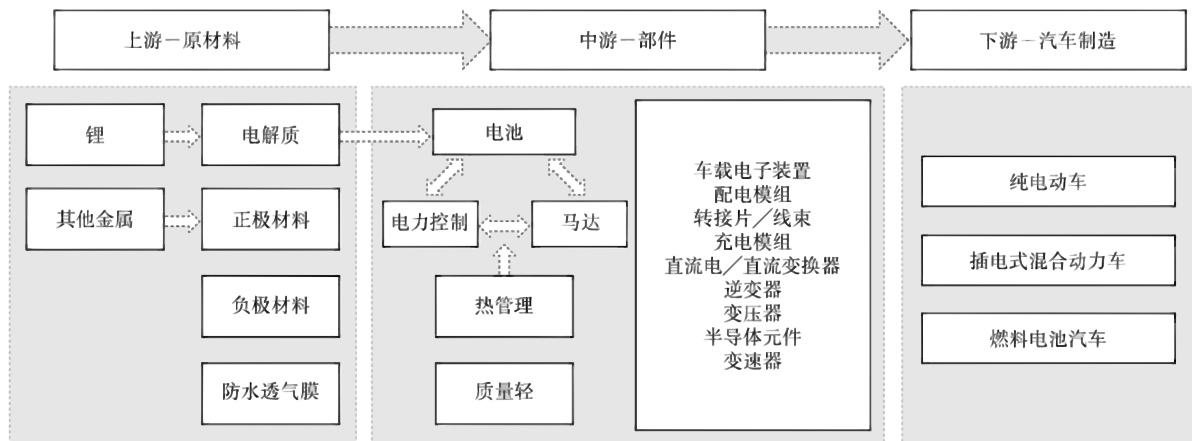 上游－原材料
中游－部件
下游－汽车制造
锂
电解质
其他金属
正极材料
负极材料
防水透气膜
电池
电力控制
马达
热管理
质量轻
车载电子装置
配电模组
转接片／线束
充电模组
直流电／直流变换器
逆变器
变压器
半导体元件
变速器
纯电动车
插电式混合动力车
燃料电池汽车